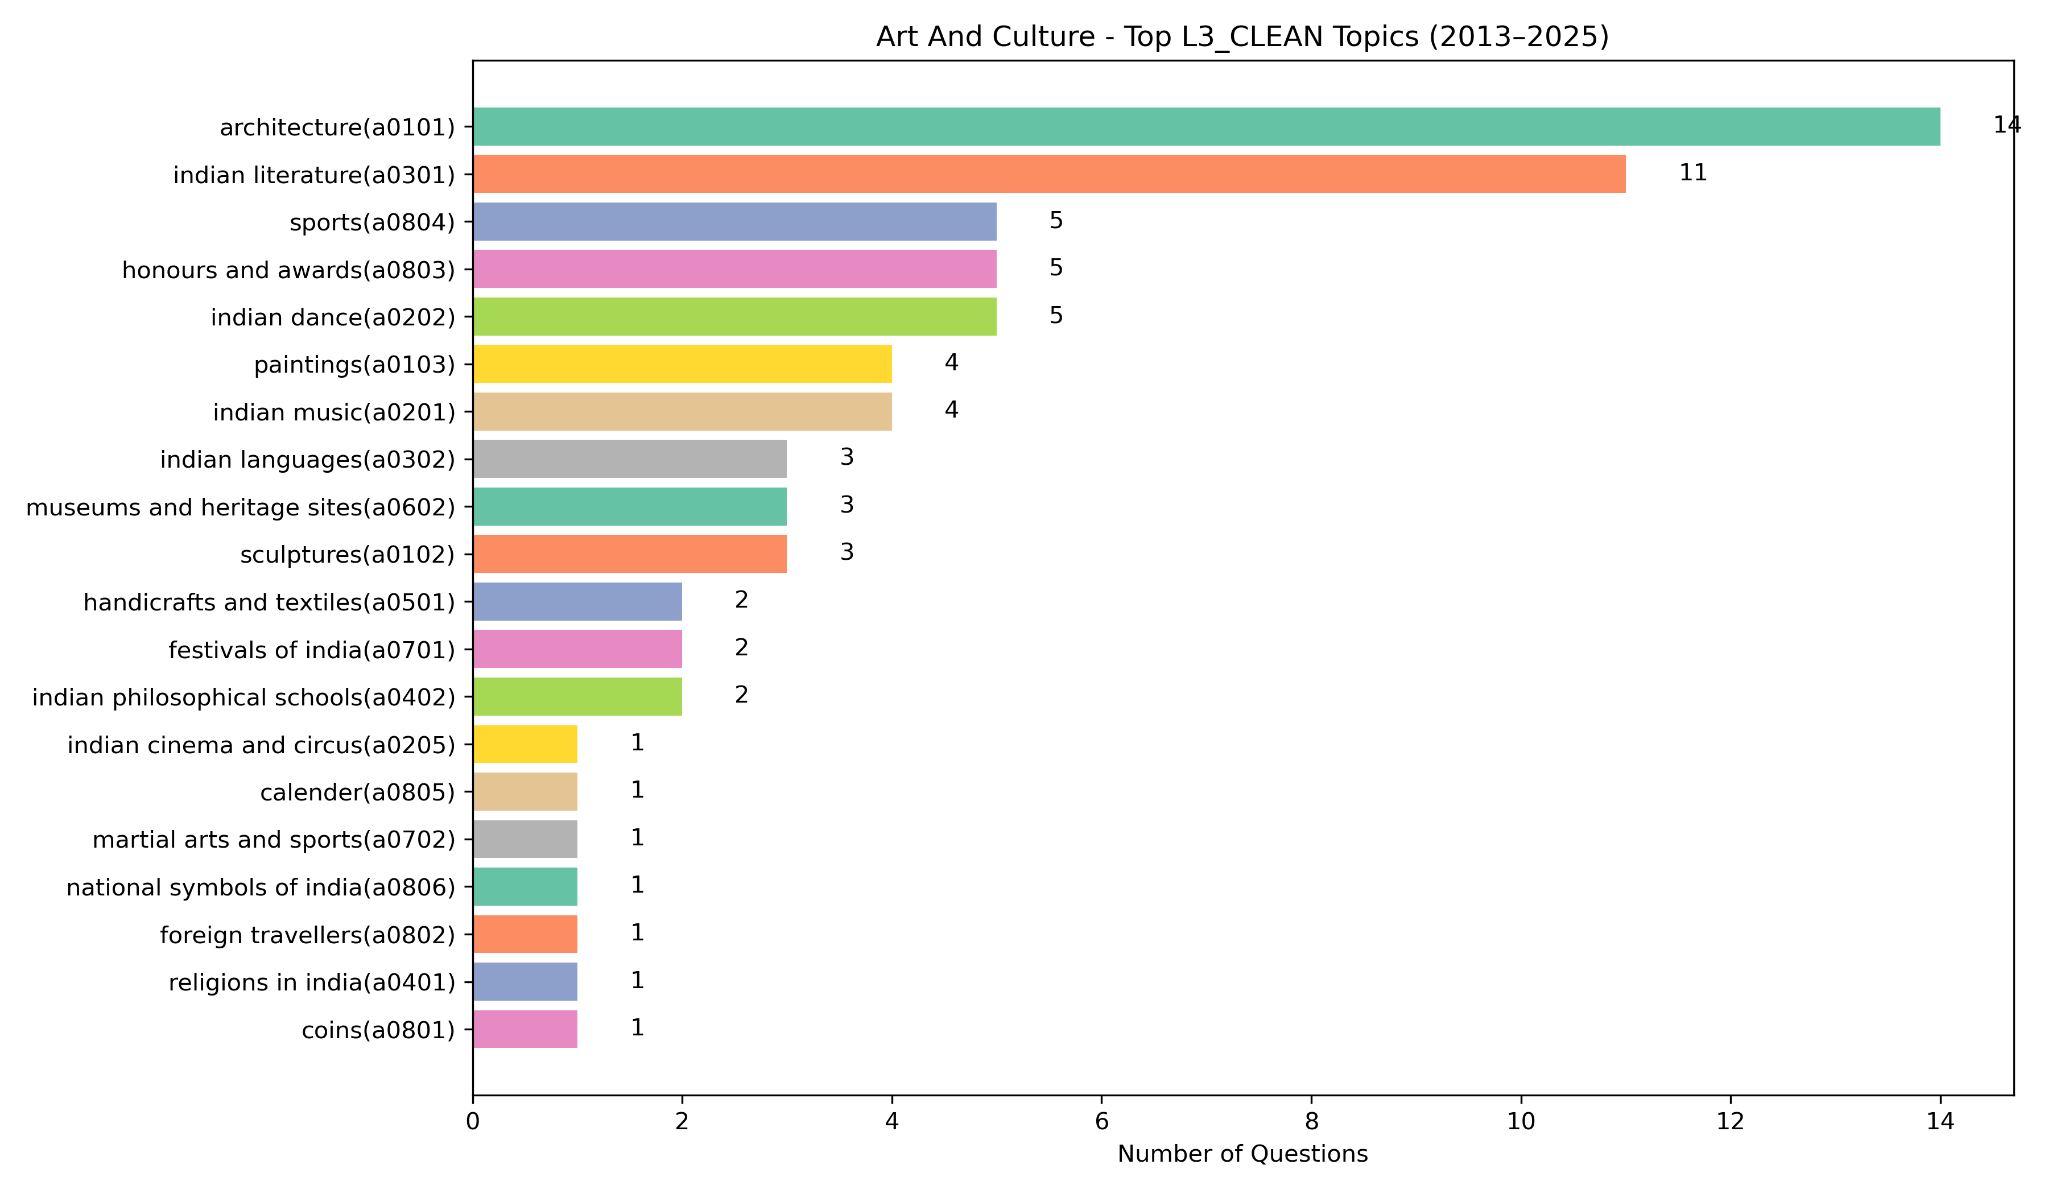 Art And Culture - Top L3_CLEAN Topics (2013–2025)
architecture(a0101) 14
indian literature(a0301) 11
sports(a0804) 5
honours and awards(a0803) 5
indian dance(a0202) 5
paintings(a0103) 4
indian music(a0201) 4
indian languages(a0302) 3
museums and heritage sites(a0602) 3
sculptures(a0102) 3
handicrafts and textiles(a0501) 2
festivals of india(a0701) 2
indian philosophical schools(a0402) 2
indian cinema and circus(a0205) 1
calender(a0805) 1
martial arts and sports(a0702) 1
national symbols of india(a0806) 1
foreign travellers(a0802) 1
religions in india(a0401) 1
coins(a0801) 1
0 2 4 6 8 10 12 14
Number of Questions